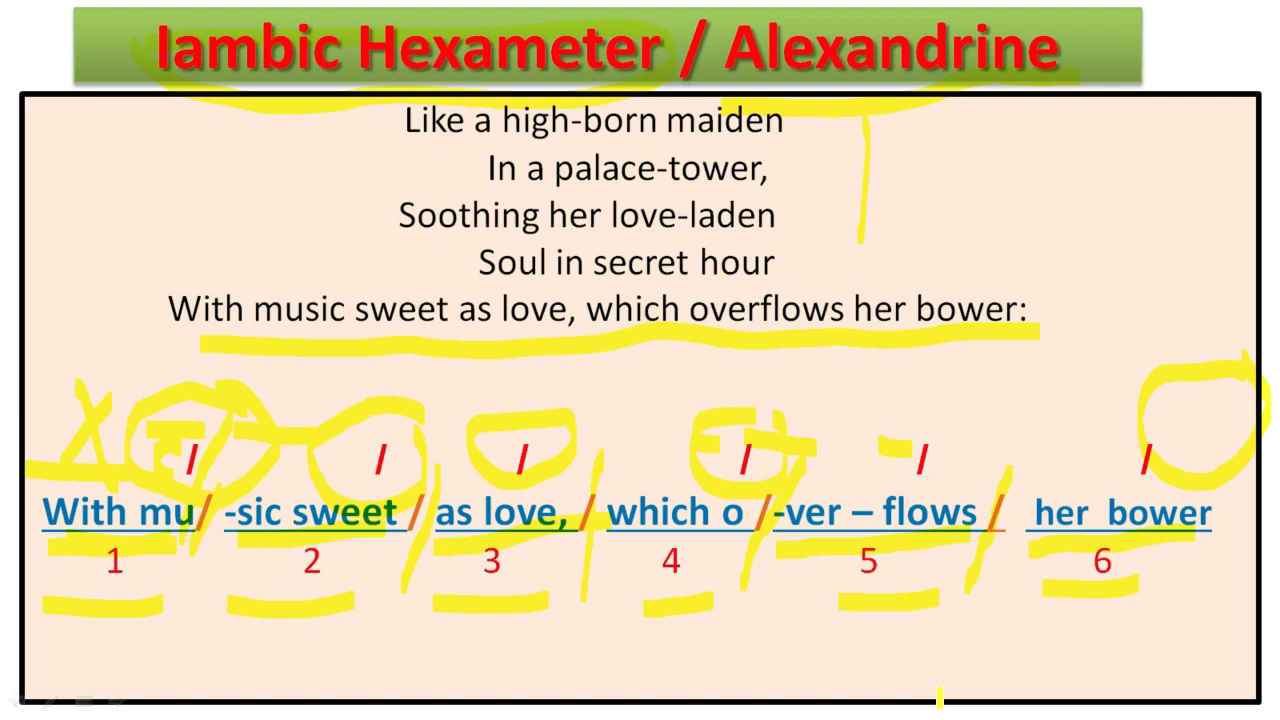 Iambic Hexameter / Alexandrine
Like a high-born maiden
In a palace-tower,
Soothing her love-laden
Soul in secret hour
With music sweet as love, which overflows her bower:
/ / / / / /
With mu/ -sic sweet / as love, / which o /-ver – flows / her bower
1 2 3 4 5 6